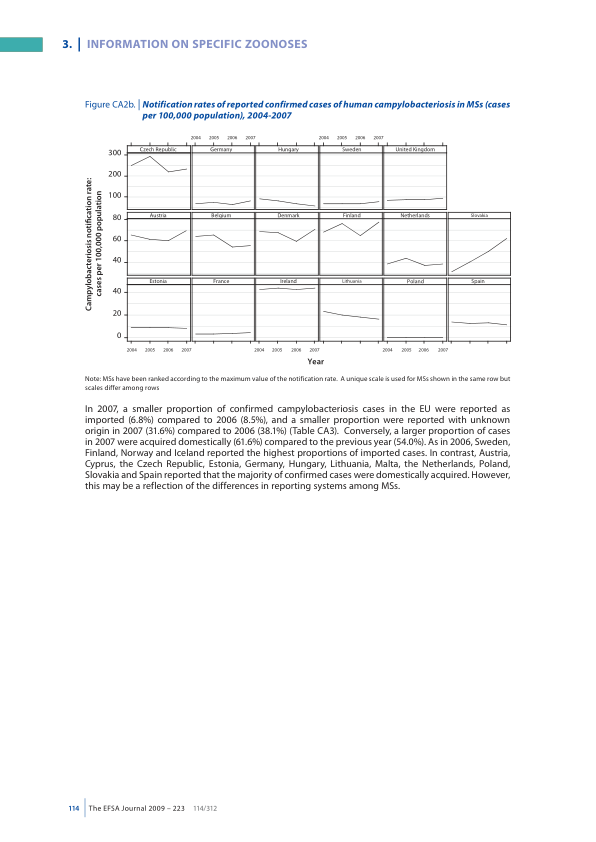 3. | INFORMATION ON SPECIFIC ZOONOSES
Figure CA2b. | Notification rates of reported confirmed cases of human campylobacteriosis in MSs (cases
per 100,000 population), 2004-2007
2004 2005 2006 2007 2004 2005 2006 2007
Czech Republic Germany Hungary Sweden United Kingdom
300
200
100
Austria Belgium Denmark Finland Netherlands Slovakia
80
60
40
Estonia France Ireland Lithuania Poland Spain
40
20
0
2004 2005 2006 2007 2004 2005 2006 2007 2004 2005 2006 2007
Campylobacteriosis notification rate:
cases per 100,000 population
Year
Note: MSs have been ranked according to the maximum value of the notification rate. A unique scale is used for MSs shown in the same row but
scales differ among rows
In 2007, a smaller proportion of confirmed campylobacteriosis cases in the EU were reported as
imported (6.8%) compared to 2006 (8.5%), and a smaller proportion were reported with unknown
origin in 2007 (31.6%) compared to 2006 (38.1%) (Table CA3). Conversely, a larger proportion of cases
in 2007 were acquired domestically (61.6%) compared to the previous year (54.0%). As in 2006, Sweden,
Finland, Norway and Iceland reported the highest proportions of imported cases. In contrast, Austria,
Cyprus, the Czech Republic, Estonia, Germany, Hungary, Lithuania, Malta, the Netherlands, Poland,
Slovakia and Spain reported that the majority of confirmed cases were domestically acquired. However,
this may be a reflection of the differences in reporting systems among MSs.
114 | The EFSA Journal 2009 – 223 114/312